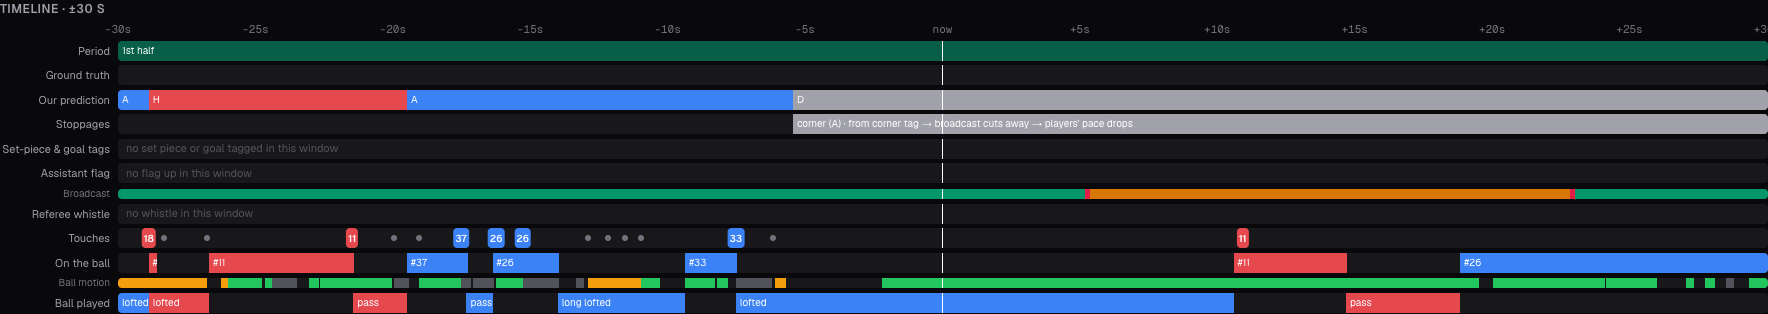 TIMELINE · ±30 S
-30s -25s -20s -15s -10s -5s now +5s +10s +15s +20s +25s +3
Period 1st half
Ground truth
Our prediction A H A D
Stoppages corner (A) · from corner tag → broadcast cuts away → players' pace drops
Set-piece & goal tags no set piece or goal tagged in this window
Assistant flag no flag up in this window
Broadcast
Referee whistle no whistle in this window
Touches 18 11 37 26 26 33 11
On the ball # #11 #37 #26 #33 #11 #26
Ball motion
Ball played lofted lofted pass pass long lofted lofted pass